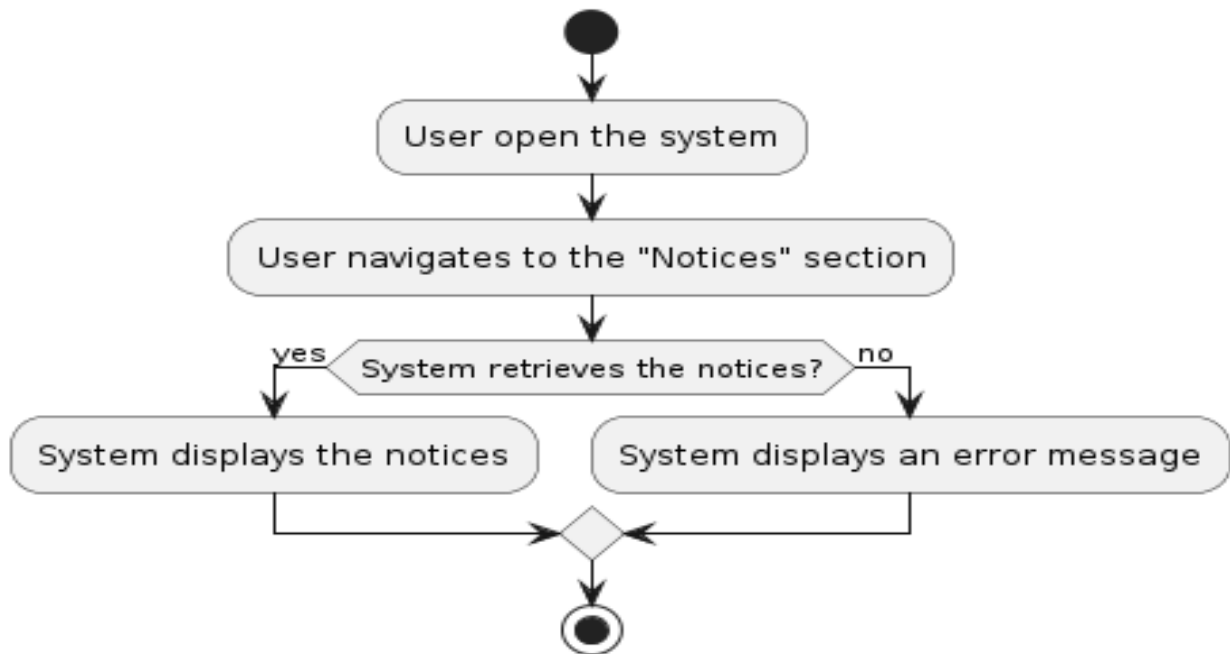 User open the system
User navigates to the "Notices" section
yes
System retrieves the notices?
no
System displays the notices
System displays an error message